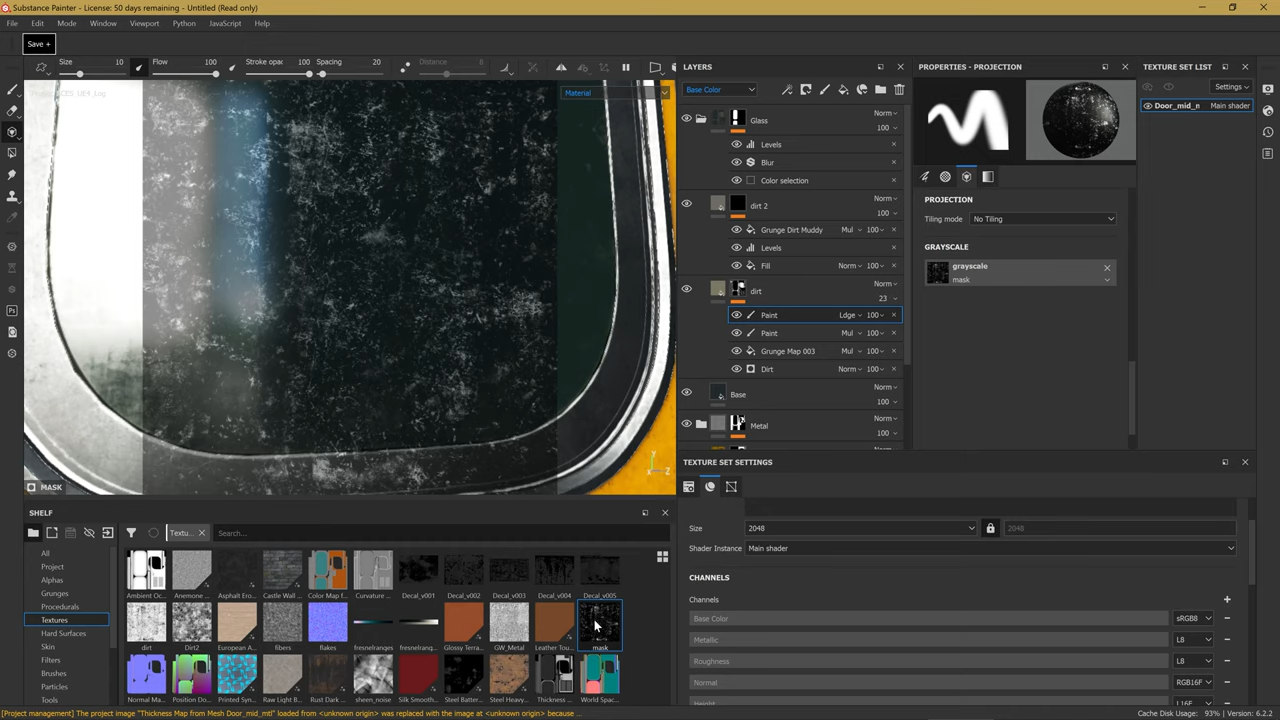 Substance Painter - License: 50 days remaining - Untitled (Read only)
File Edit Mode Window Viewport Python JavaScript Help
Save +
Size 10 Flow 100 Stroke opa... 100 Spacing 20 Distance 8
Material
MASK
LAYERS
Base Color
Glass Norm 100
Levels
Blur
Color selection
dirt 2 Norm 100
Grunge Dirt Muddy Mul 100
Levels
Fill Norm 100
dirt Norm 23
Paint Ldge 100
Paint Mul 100
Grunge Map 003 Mul 100
Dirt Norm 100
Base Norm 100
Metal Norm 100
PROPERTIES - PROJECTION
PROJECTION
Tiling mode No Tiling
GRAYSCALE
grayscale
mask
TEXTURE SET LIST
Settings
Door_mid_n Main shader
TEXTURE SET SETTINGS
Size 2048 2048
Shader Instance Main shader
CHANNELS
Channels
Base Color sRGB8
Metallic L8
Roughness L8
Normal RGB16F
SHELF
Textu... Search...
All
Project
Alphas
Grunges
Procedurals
Textures
Hard Surfaces
Skin
Filters
Brushes
Particles
Tools
Ambient Oc... Anemone ... Asphalt Ero... Castle Wall ... Color Map f... Curvature ... Decal_v001 Decal_v002 Decal_v003 Decal_v004 Decal_v005
dirt Dirt2 European A... fibers flakes fresnelranges fresnelrang... Glossy Terra... GW_Metal Leather Tou... mask
Normal Ma... Position Do... Printed Syn... Raw Light B... Rust Dark ... sheen_noise Silk Smooth... Steel Batter... Steel Heavy... Thickness ... World Spac...
[Project management] The project image "Thickness Map from Mesh Door_mid_mtl" loaded from <unknown origin> was replaced with the image at <unknown origin> because ...
Cache Disk Usage: 93% | Version: 6.2.2